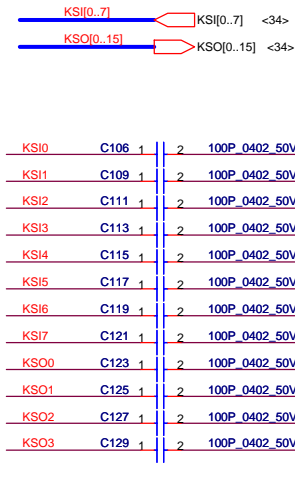 KSI[0..7] KSI[0..7] <34>
KSO[0..15] KSO[0..15] <34>
KSI0 C106 1 2 100P_0402_50V
KSI1 C109 1 2 100P_0402_50V
KSI2 C111 1 2 100P_0402_50V
KSI3 C113 1 2 100P_0402_50V
KSI4 C115 1 2 100P_0402_50V
KSI5 C117 1 2 100P_0402_50V
KSI6 C119 1 2 100P_0402_50V
KSI7 C121 1 2 100P_0402_50V
KSO0 C123 1 2 100P_0402_50V
KSO1 C125 1 2 100P_0402_50V
KSO2 C127 1 2 100P_0402_50V
KSO3 C129 1 2 100P_0402_50V